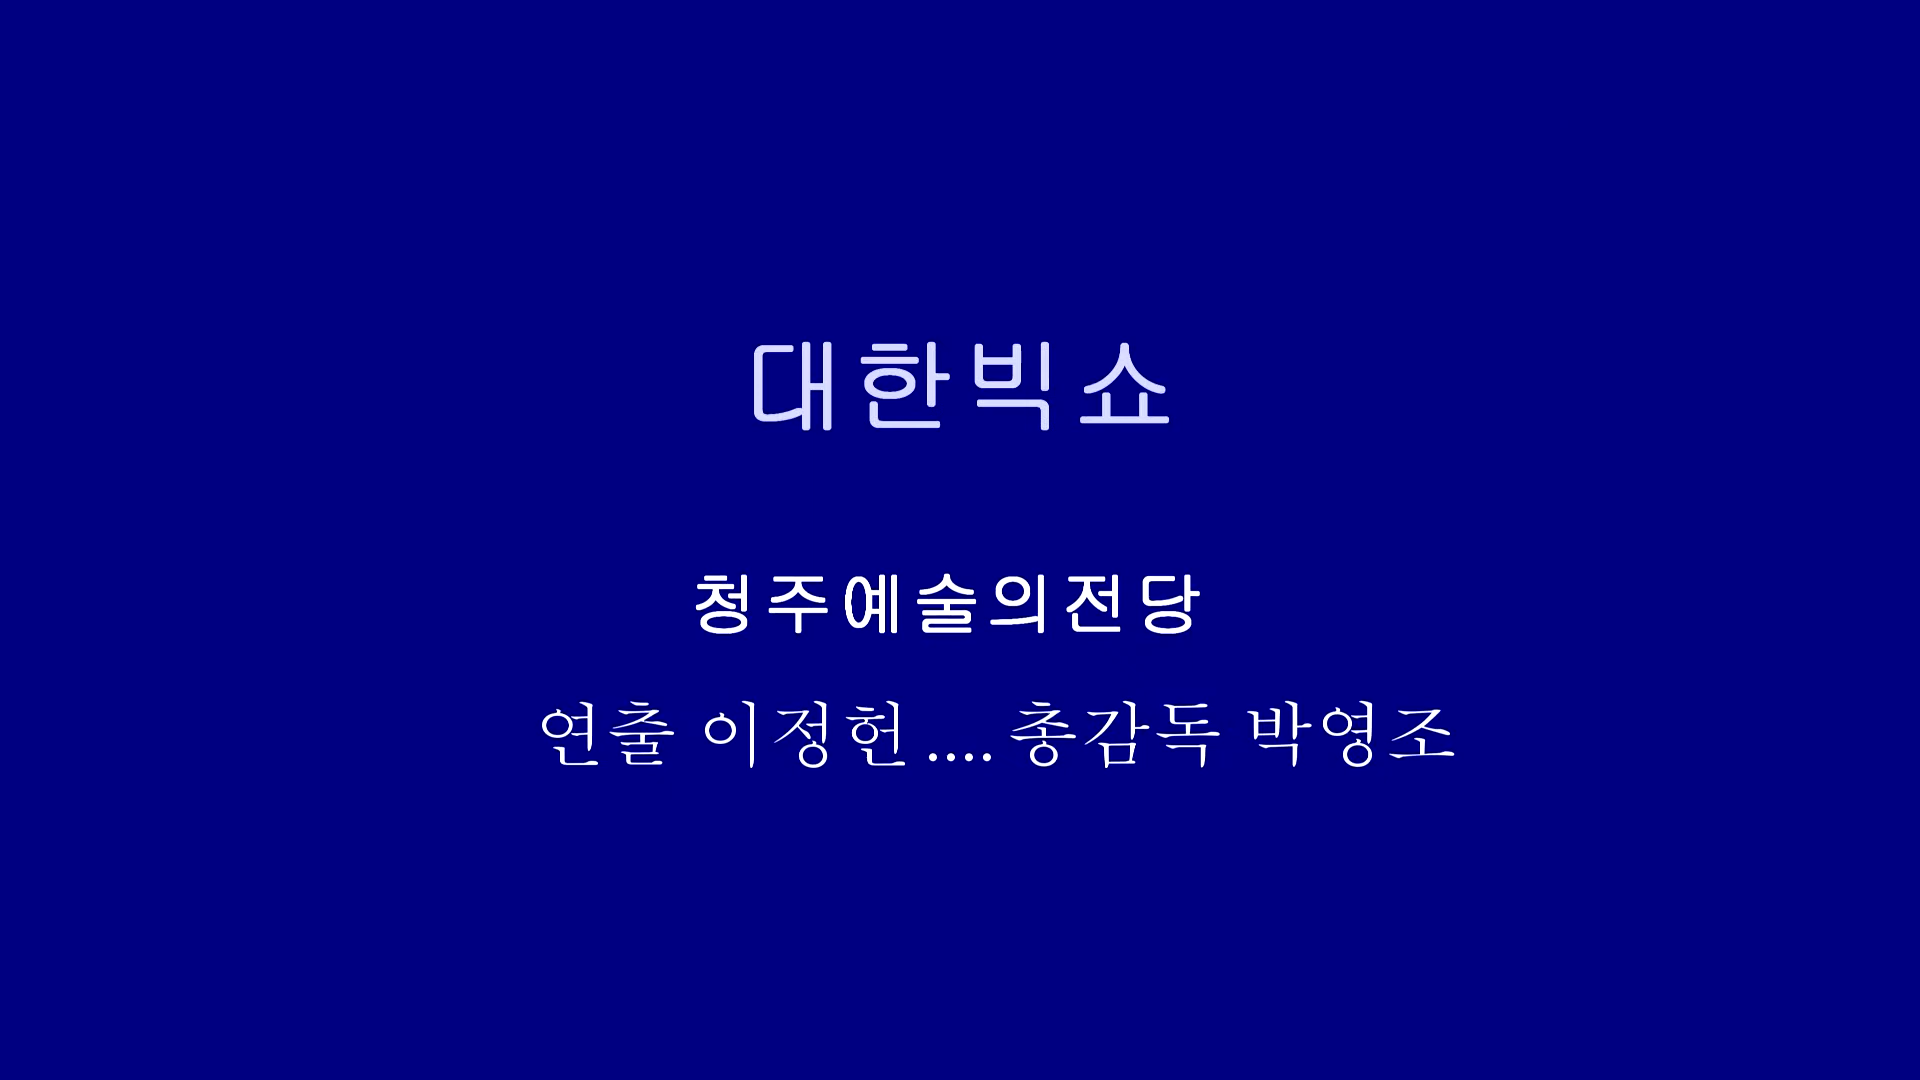 대한빅쇼
청주예술의전당
연출 이정헌.... 총감독 박영조